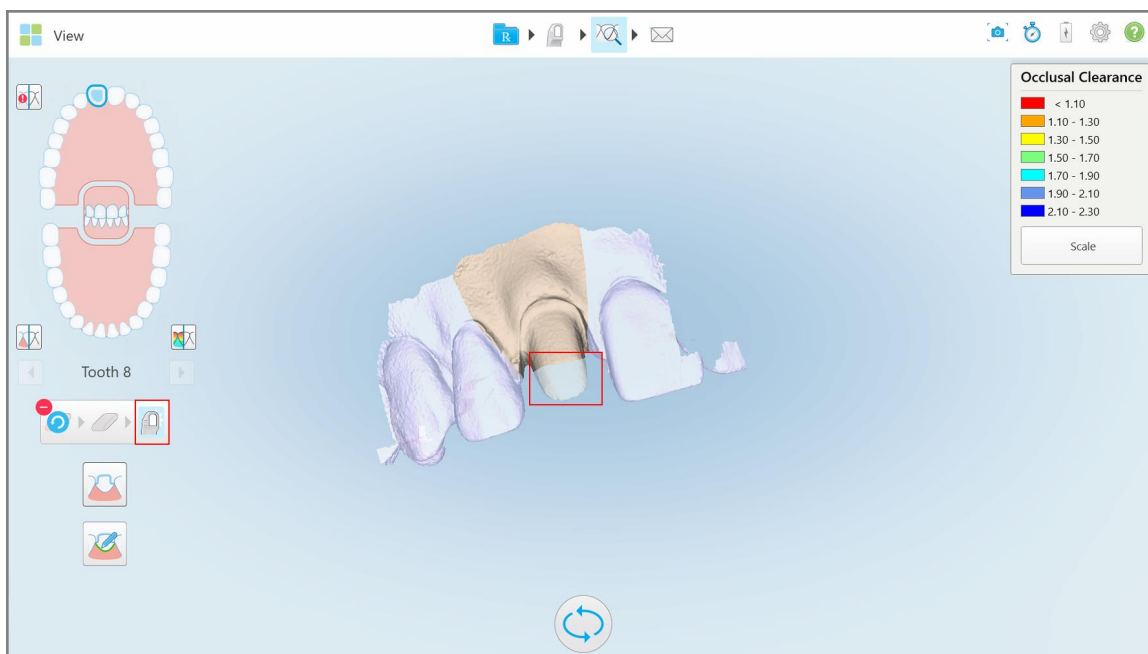 View
R
?
Occlusal Clearance
< 1.10
1.10 - 1.30
1.30 - 1.50
1.50 - 1.70
1.70 - 1.90
1.90 - 2.10
2.10 - 2.30
Scale
Tooth 8